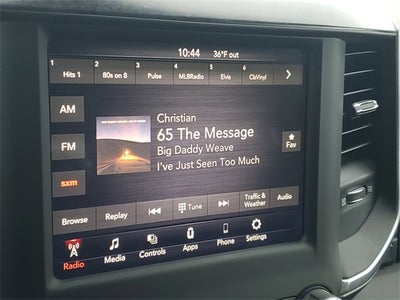 10:44 36°F out
1 Hits 1 2 80s on 8 3 Pulse 4 MLBRadio 5 Elvis 6 CkVinyl
AM
FM
sxm
Christian
65 The Message
Big Daddy Weave
I've Just Seen Too Much
Fav
Browse Replay Tune Traffic & Weather Audio
Radio Media Controls Apps Phone Settings